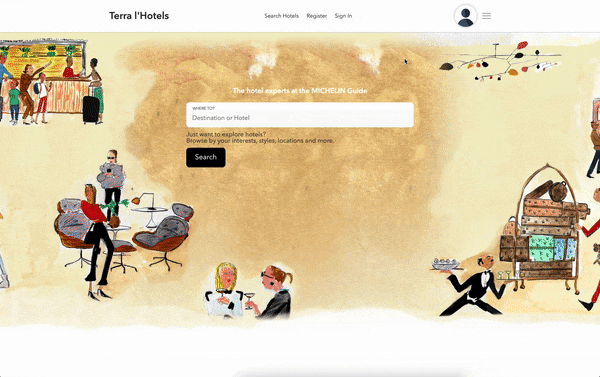 Terra l'Hotels
Search Hotels Register Sign In
The hotel experts at the MICHELIN Guide
WHERE TO?
Destination or Hotel
Just want to explore hotels?
Browse by your interests, styles, locations and more.
Search